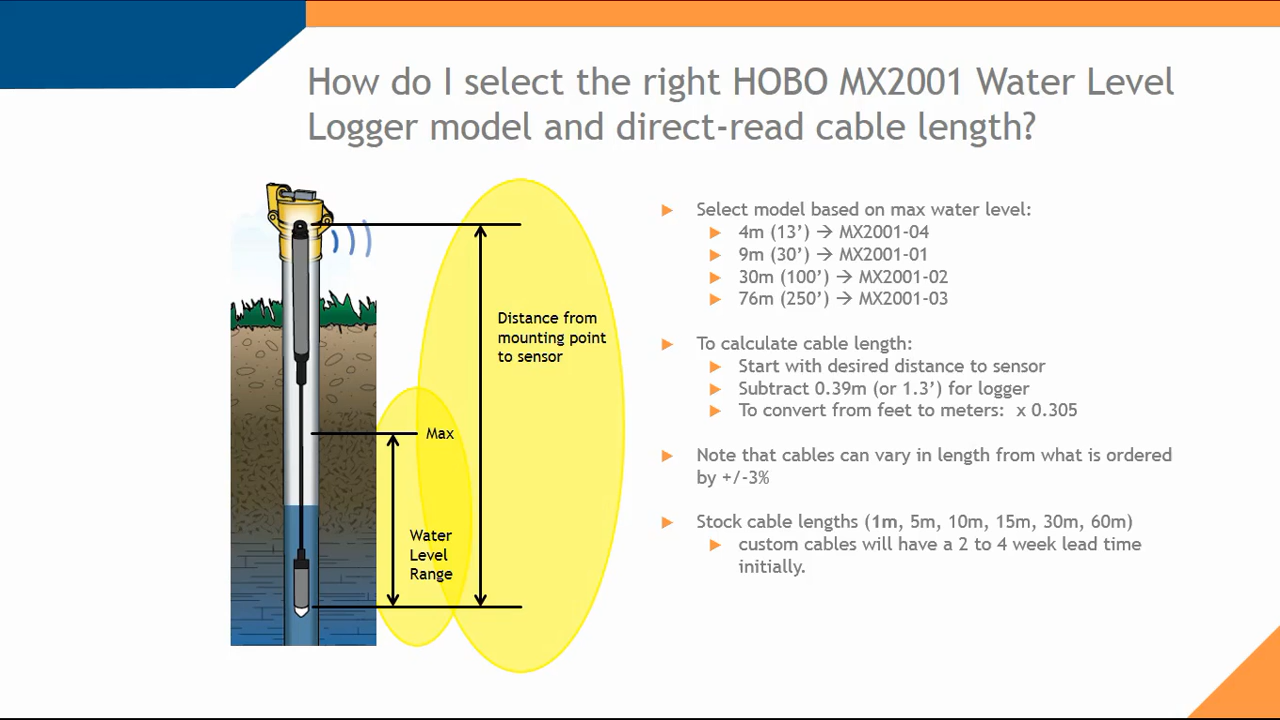 How do I select the right HOBO MX2001 Water Level
Logger model and direct-read cable length?
Distance from
mounting point
to sensor
Max
Water
Level
Range
Select model based on max water level:
4m (13’) → MX2001-04
9m (30’) → MX2001-01
30m (100’) → MX2001-02
76m (250’) → MX2001-03
To calculate cable length:
Start with desired distance to sensor
Subtract 0.39m (or 1.3’) for logger
To convert from feet to meters:  x 0.305
Note that cables can vary in length from what is ordered
by +/-3%
Stock cable lengths (1m, 5m, 10m, 15m, 30m, 60m)
custom cables will have a 2 to 4 week lead time
initially.